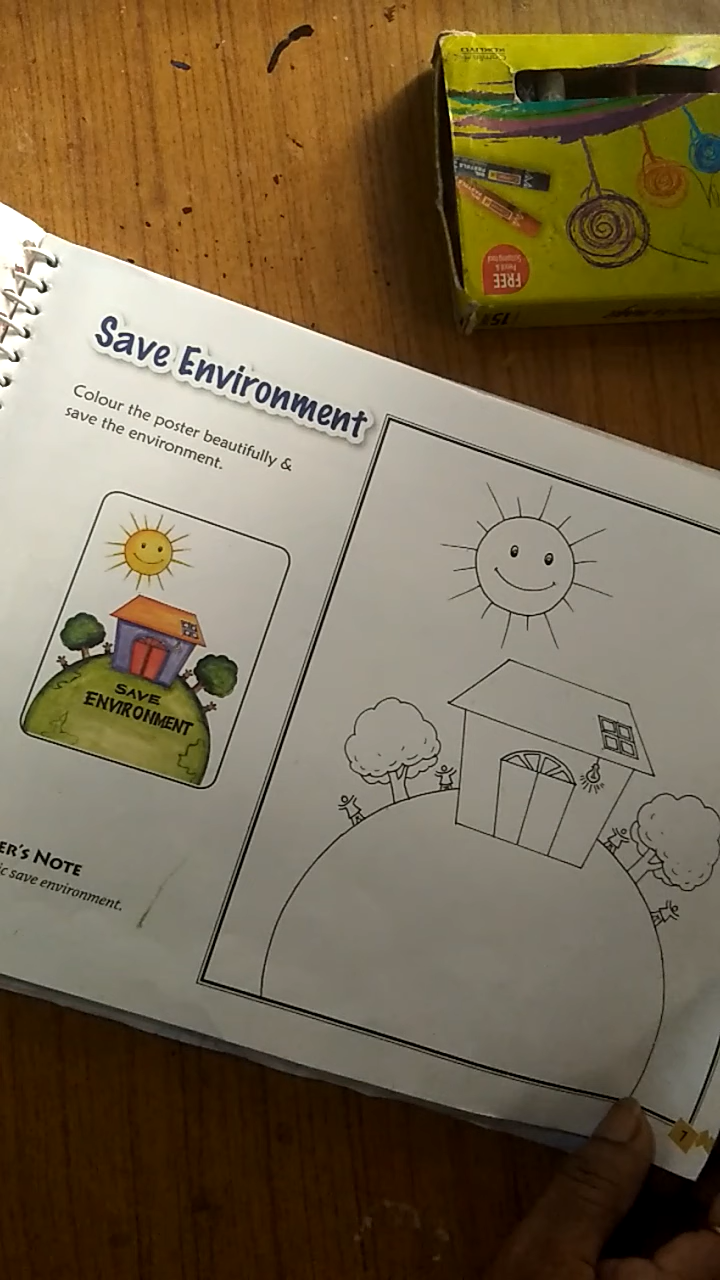 Save Environment
Colour the poster beautifully &
save the environment.
SAVE
ENVIRONMENT
ER'S NOTE
ic save environment.
7
FREE
15